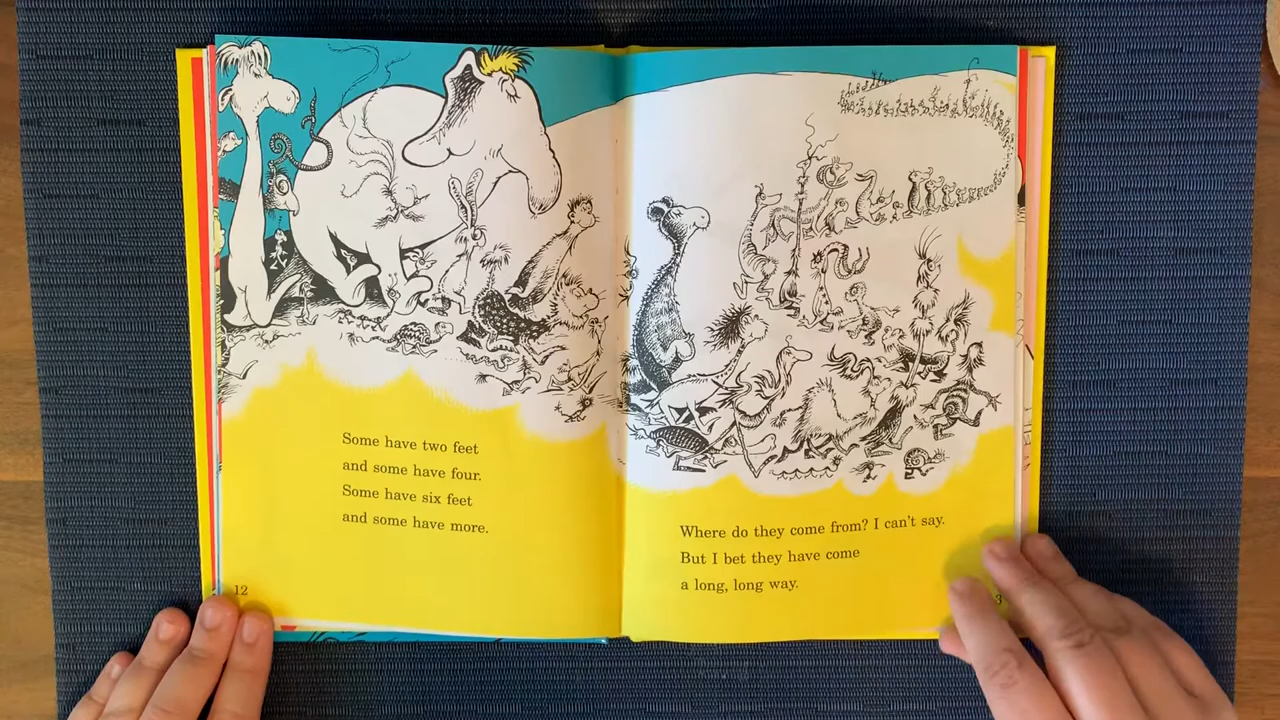 Some have two feet
and some have four.
Some have six feet
and some have more.
12
Where do they come from? I can't say.
But I bet they have come
a long, long way.
3